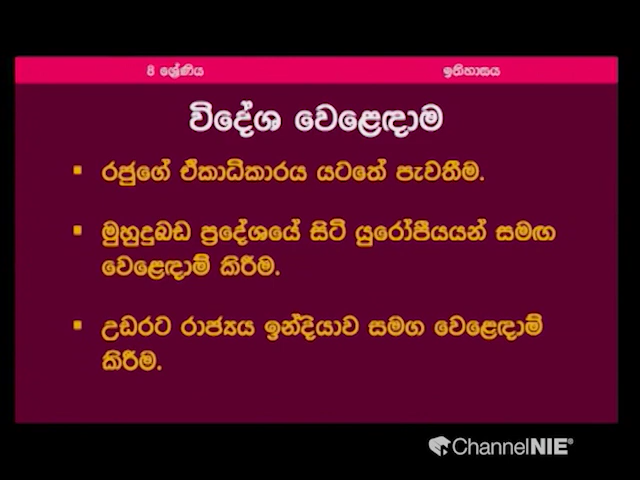 8 ශ්‍රේණිය
ඉතිහාසය
විදේශ වෙළෙඳාම
▪ රජුගේ ඒකාධිකාරය යටතේ පැවතීම.
▪ මුහුදුබඩ ප්‍රදේශයේ සිටි යුරෝපීයයන් සමඟ
වෙළෙඳාම් කිරීම.
▪ උඩරට රාජ්‍යය ඉන්දියාව සමග වෙළෙඳාම්
කිරීම.
ChannelNIE®